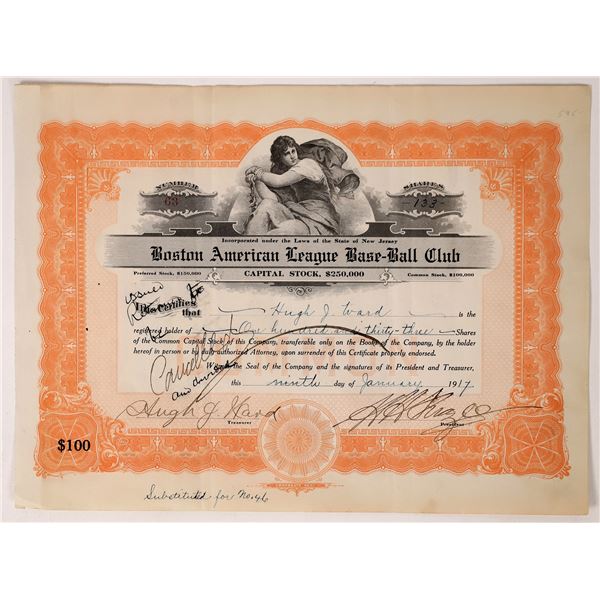 NUMBER
63
SHARES
133
Incorporated under the Laws of the State of New Jersey
Boston American League Base-Ball Club
Preferred Stock, $150,000
CAPITAL STOCK, $250,000
Common Stock, $100,000
This Certifies that Hugh J. Ward is the
registered holder of One hundred and thirty-three Shares
of the Common Capital Stock of this Company, transferable only on the Books of the Company, by the
holder hereof in person or by duly authorized Attorney, upon surrender of this Certificate properly endorsed.
Witness the Seal of the Company and the signatures of its President and Treasurer,
this ninth day of January 1917
Issued
Cancelled
and
Hugh J. Ward
Treasurer
President
$100
Substituted for No. 46